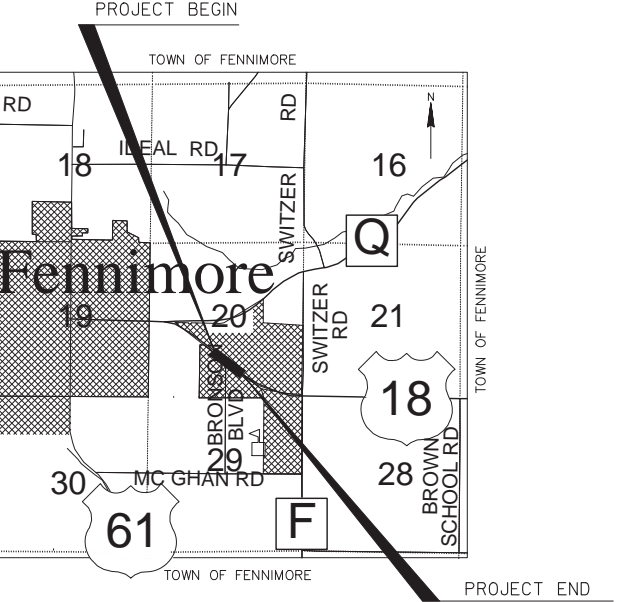 PROJECT BEGIN
TOWN OF FENNIMORE
RD
RD
N
IDEAL RD
18
17
16
SWITZER
Q
Fennimore
TOWN OF FENNIMORE
19
20
21
SWITZER
RD
BRONSON
BLVD
18
29
28
BROWN
SCHOOL RD
30
MC GHAN RD
61
F
TOWN OF FENNIMORE
PROJECT END